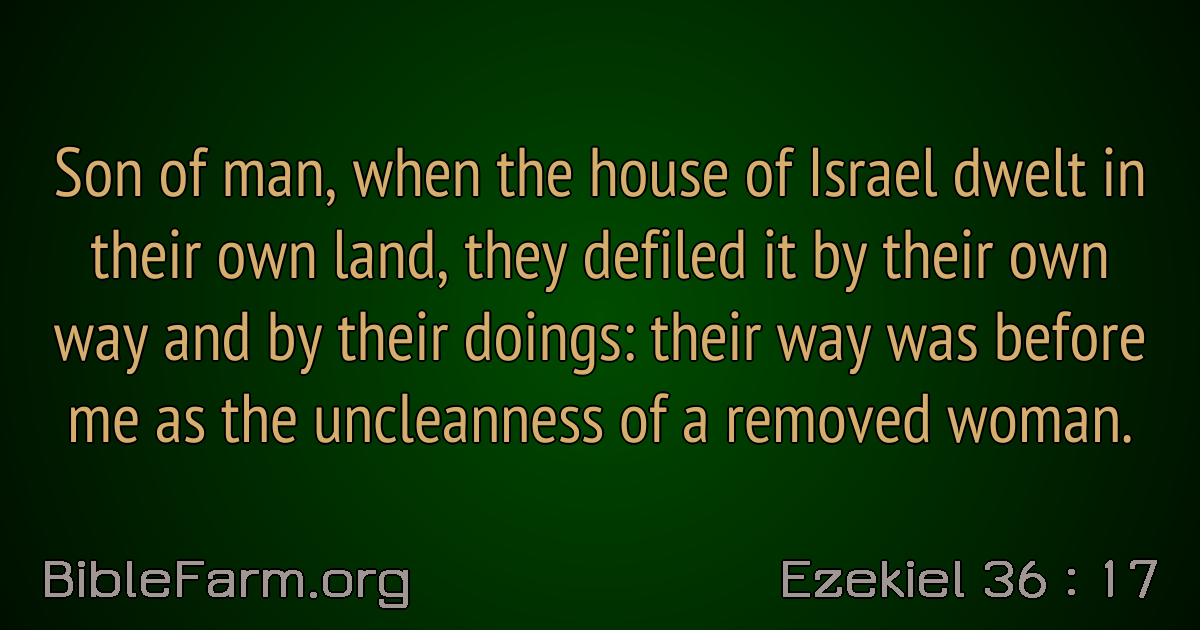 Son of man, when the house of Israel dwelt in
their own land, they defiled it by their own
way and by their doings: their way was before
me as the uncleanness of a removed woman.
BibleFarm.org
Ezekiel 36 : 17